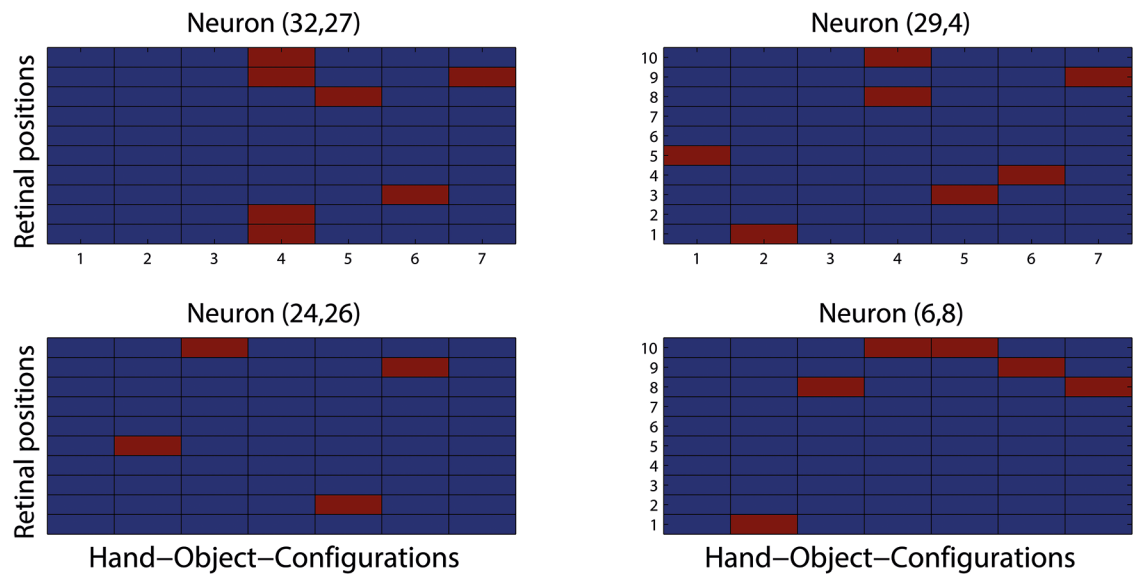 Neuron (32,27)
Retinal positions
1 2 3 4 5 6 7
Neuron (29,4)
10
9
8
7
6
5
4
3
2
1
1 2 3 4 5 6 7
Neuron (24,26)
Retinal positions
Hand–Object–Configurations
Neuron (6,8)
10
9
8
7
6
5
4
3
2
1
Hand–Object–Configurations